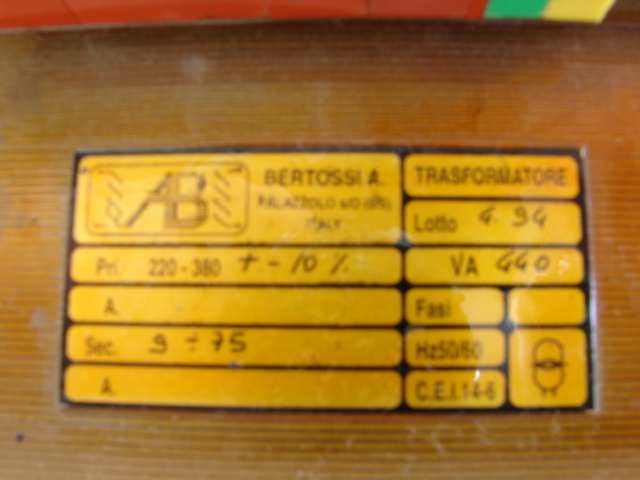 AB BERTOSSI A. TRASFORMATORE
PALAZZOLO S/O (BS)
ITALY
Lotto 4.94
Pri. 220-380 +-10% VA 440
A. Fasi
Sec. 9÷75 Hz50/60
A. C.E.I.14-6